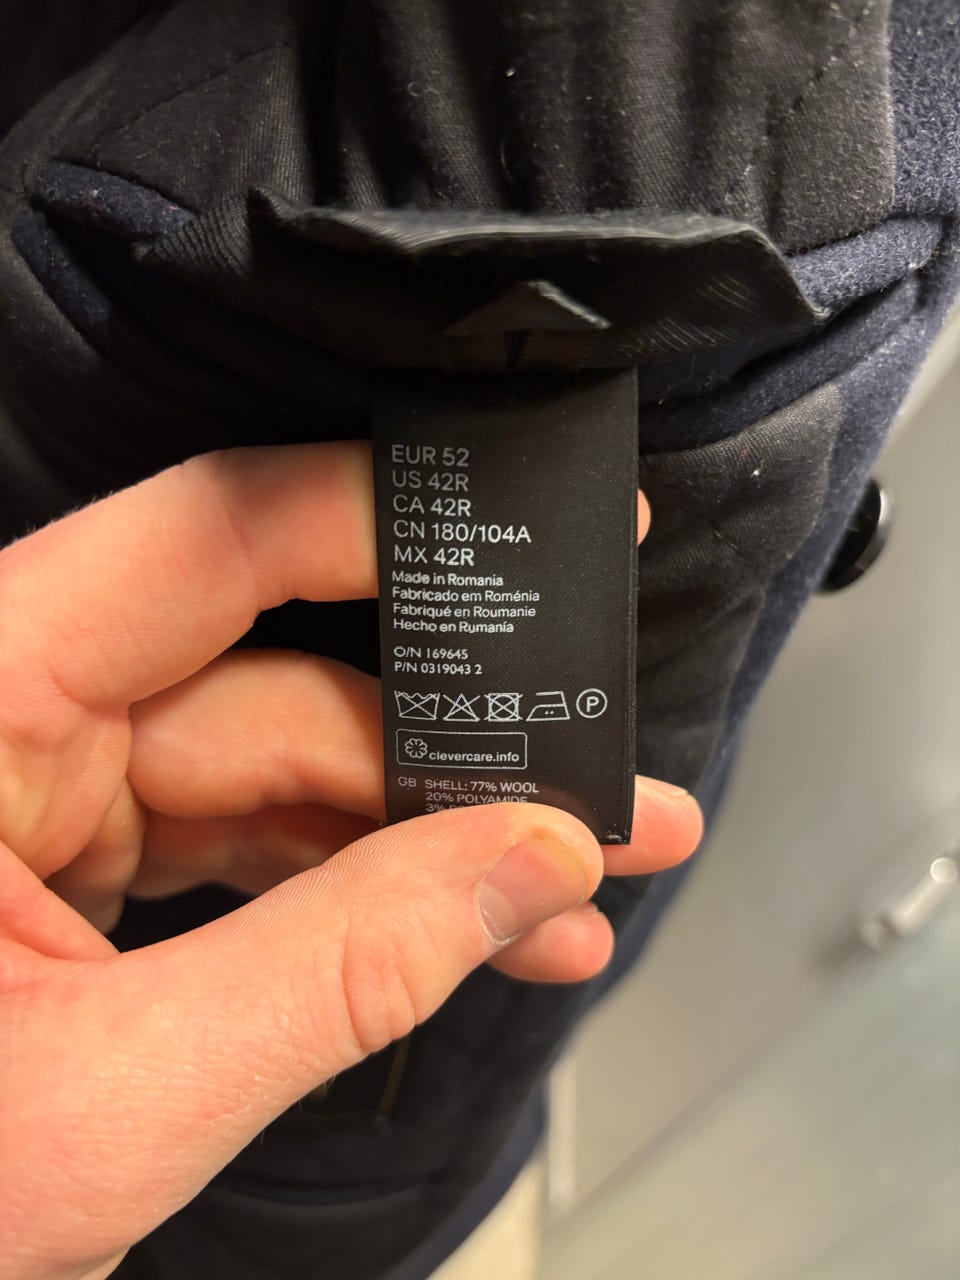 EUR 52
US 42R
CA 42R
CN 180/104A
MX 42R
Made in Romania
Fabricado em Roménia
Fabriqué en Roumanie
Hecho en Rumanía
O/N 169645
P/N 0319043 2
P
clevercare.info
GB SHELL: 77% WOOL
20% POLYAMIDE
3%